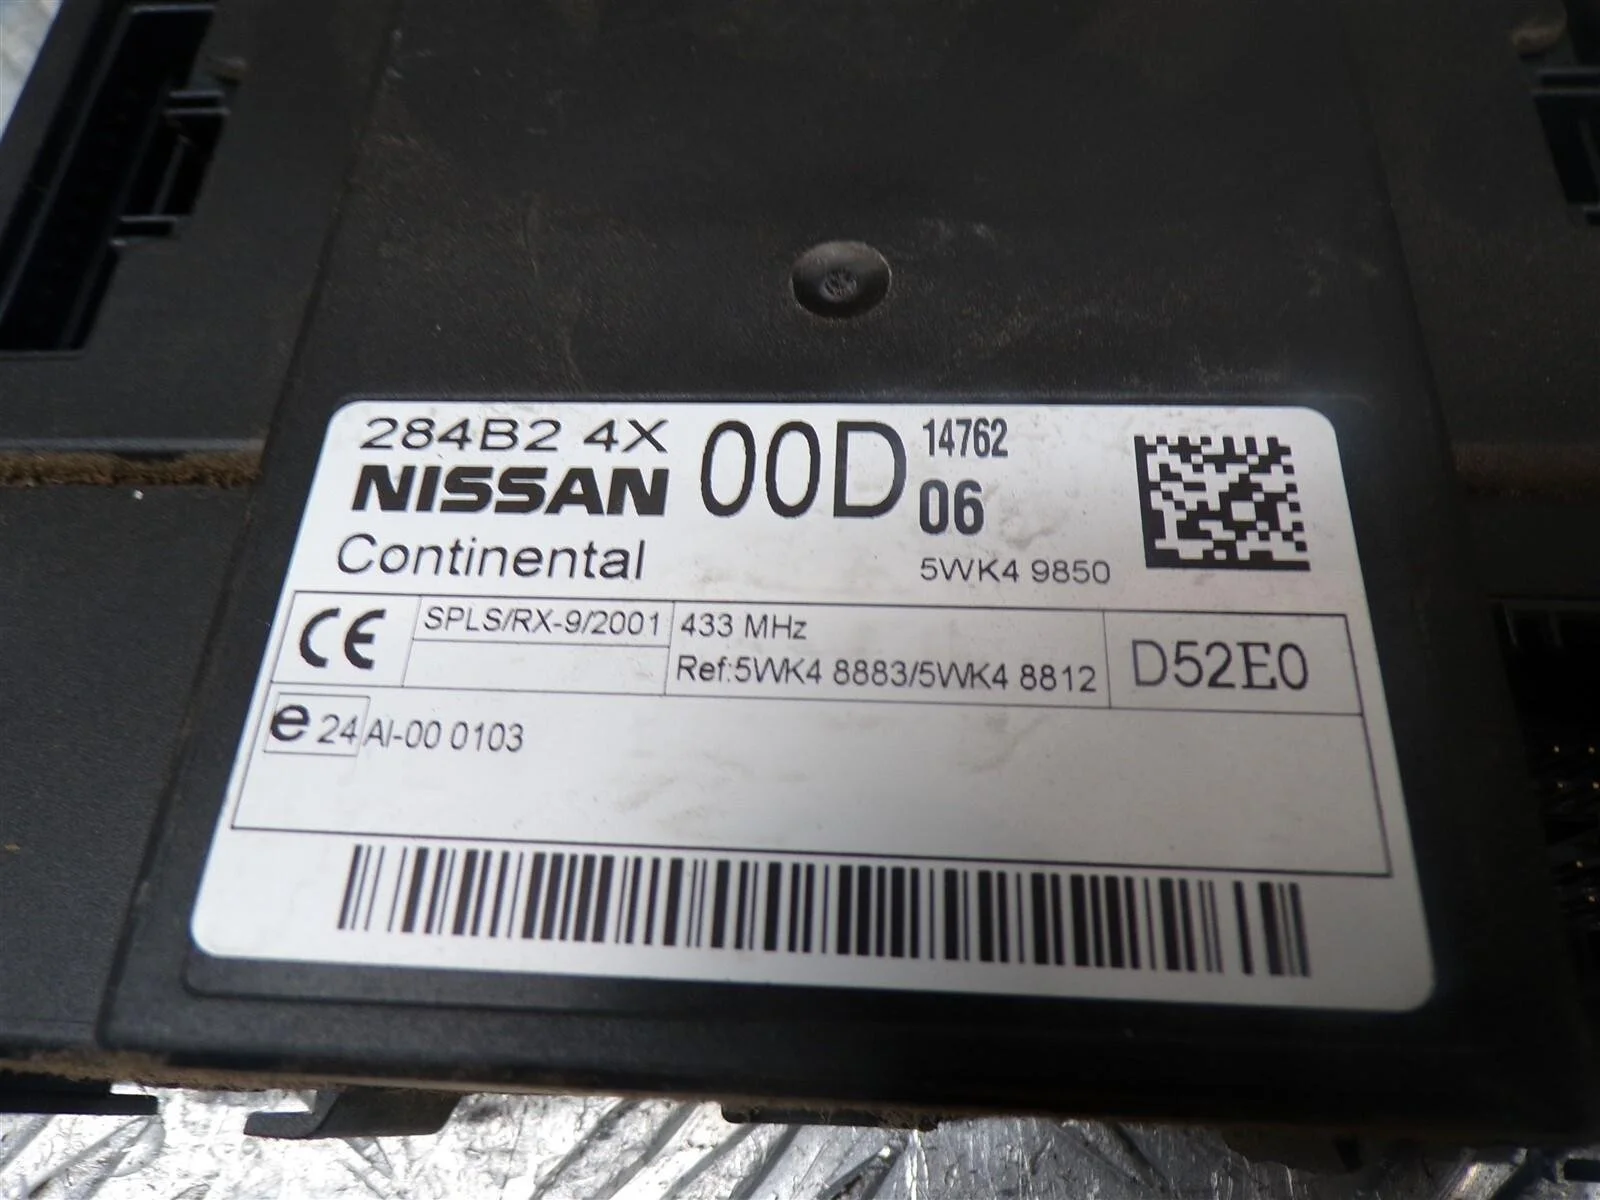 284B2 4X 00D 14762
NISSAN 06
Continental 5WK4 9850
CE SPLS/RX-9/2001 433 MHz
Ref:5WK4 8883/5WK4 8812 D52E0
e 24 AI-00 0103